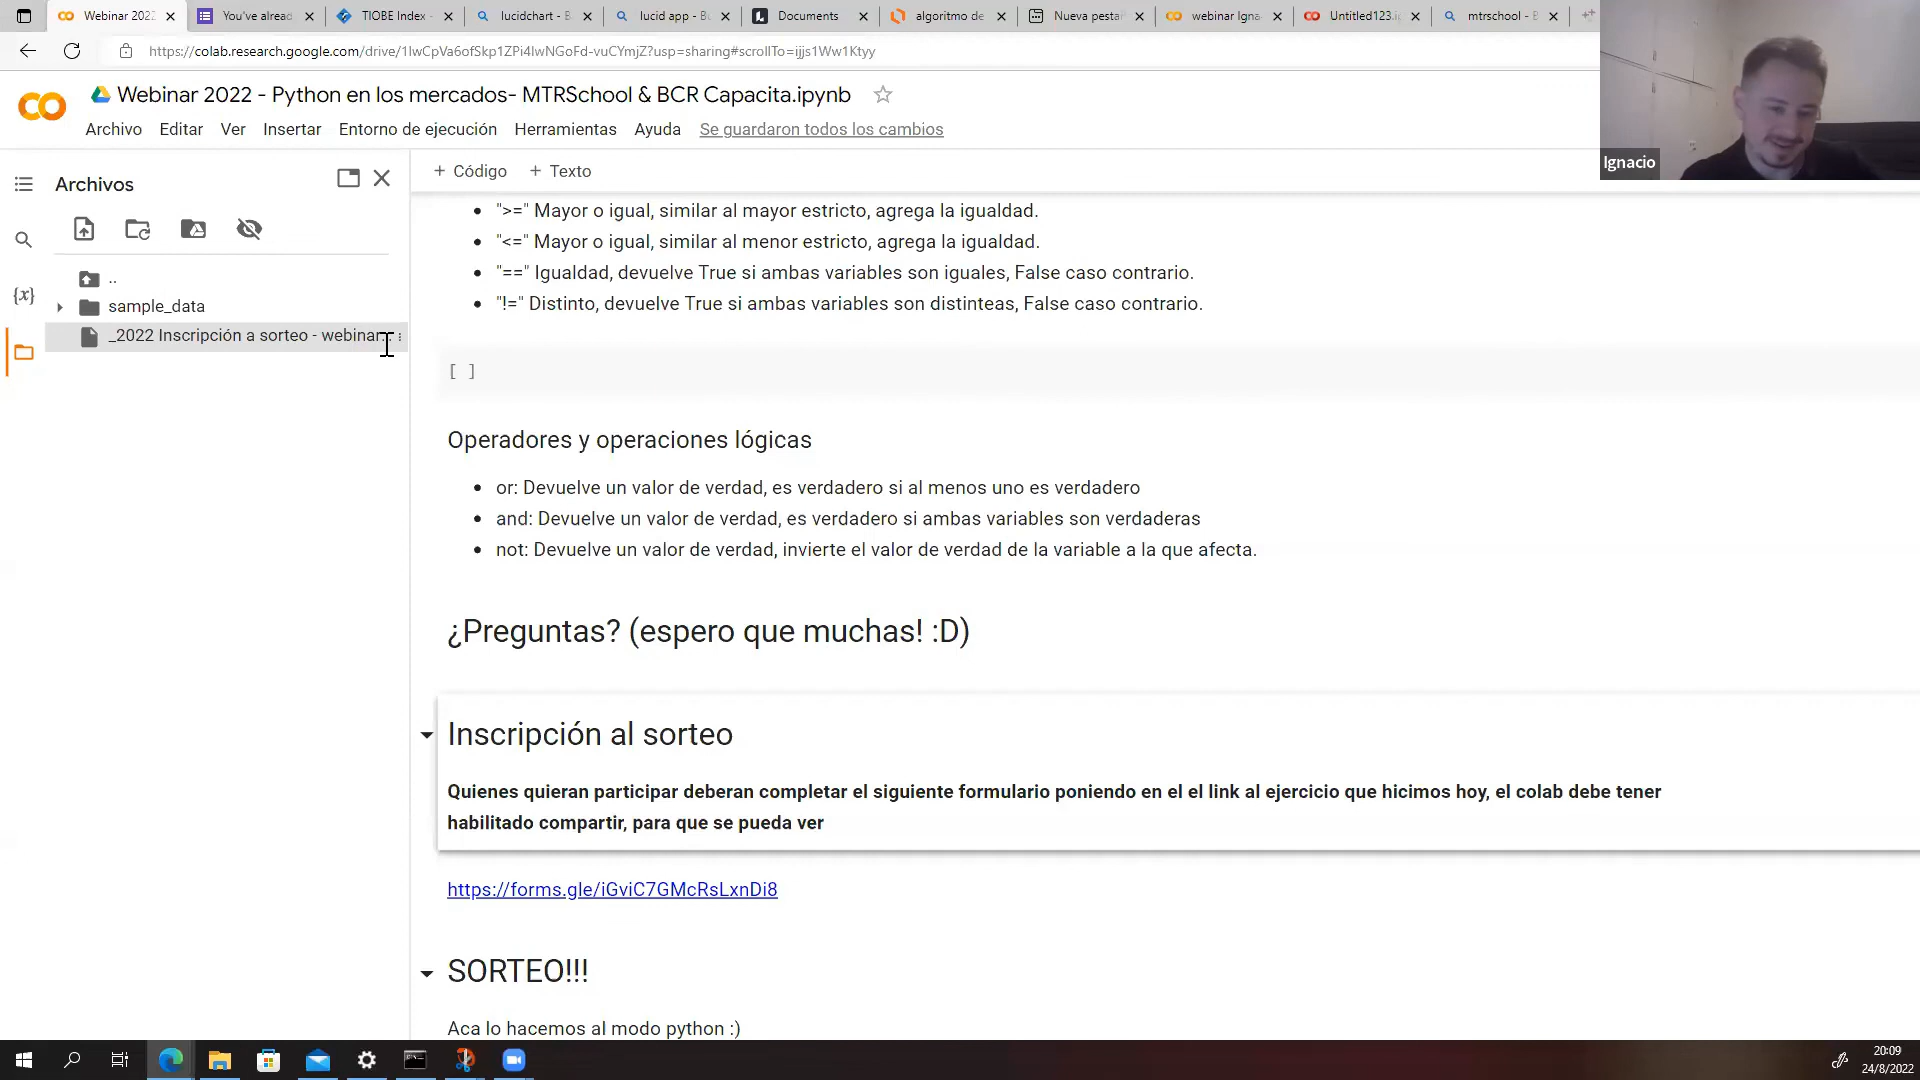 Webinar 2022
You've alread
TIOBE Index -
lucidchart - B
lucid app - Bu
Documents
algoritmo de
Nueva pesta
webinar Igna
Untitled123.i
mtrschool - B
https://colab.research.google.com/drive/1IwCpVa6ofSkp1ZPi4IwNGoFd-vuCYmjZ?usp=sharing#scrollTo=ijjs1Ww1Ktyy
Webinar 2022 - Python en los mercados- MTRSchool & BCR Capacita.ipynb
Archivo Editar Ver Insertar Entorno de ejecución Herramientas Ayuda Se guardaron todos los cambios
Ignacio
Archivos
+ Código + Texto
..
sample_data
_2022 Inscripción a sorteo - webinar...
{x}
• ">=" Mayor o igual, similar al mayor estricto, agrega la igualdad.
• "<=" Mayor o igual, similar al menor estricto, agrega la igualdad.
• "==" Igualdad, devuelve True si ambas variables son iguales, False caso contrario.
• "!=" Distinto, devuelve True si ambas variables son distinteas, False caso contrario.
[ ]
Operadores y operaciones lógicas
• or: Devuelve un valor de verdad, es verdadero si al menos uno es verdadero
• and: Devuelve un valor de verdad, es verdadero si ambas variables son verdaderas
• not: Devuelve un valor de verdad, invierte el valor de verdad de la variable a la que afecta.
¿Preguntas? (espero que muchas! :D)
Inscripción al sorteo
Quienes quieran participar deberan completar el siguiente formulario poniendo en el el link al ejercicio que hicimos hoy, el colab debe tener
habilitado compartir, para que se pueda ver
https://forms.gle/iGviC7GMcRsLxnDi8
SORTEO!!!
Aca lo hacemos al modo python :)
20:09
24/8/2022